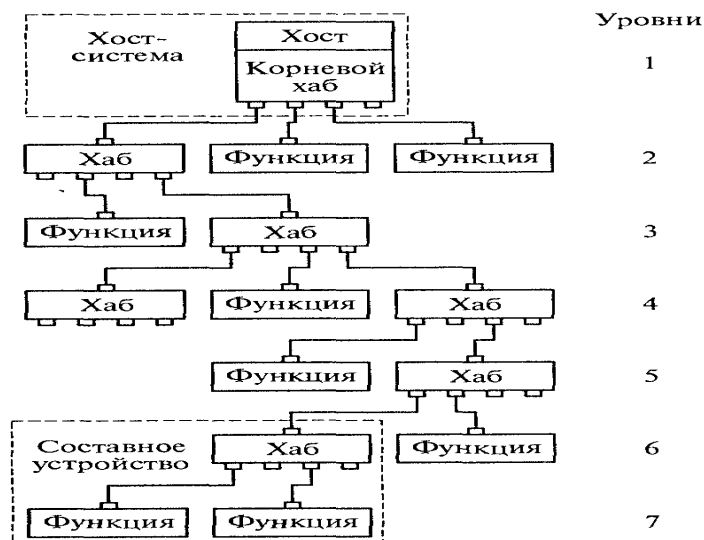 Уровни
Хост-
система
Хост
Корневой
хаб
1
Хаб
Функция
Функция
2
Функция
Хаб
3
Хаб
Функция
Хаб
4
Функция
Хаб
5
Составное
устройство
Хаб
Функция
6
Функция
Функция
7